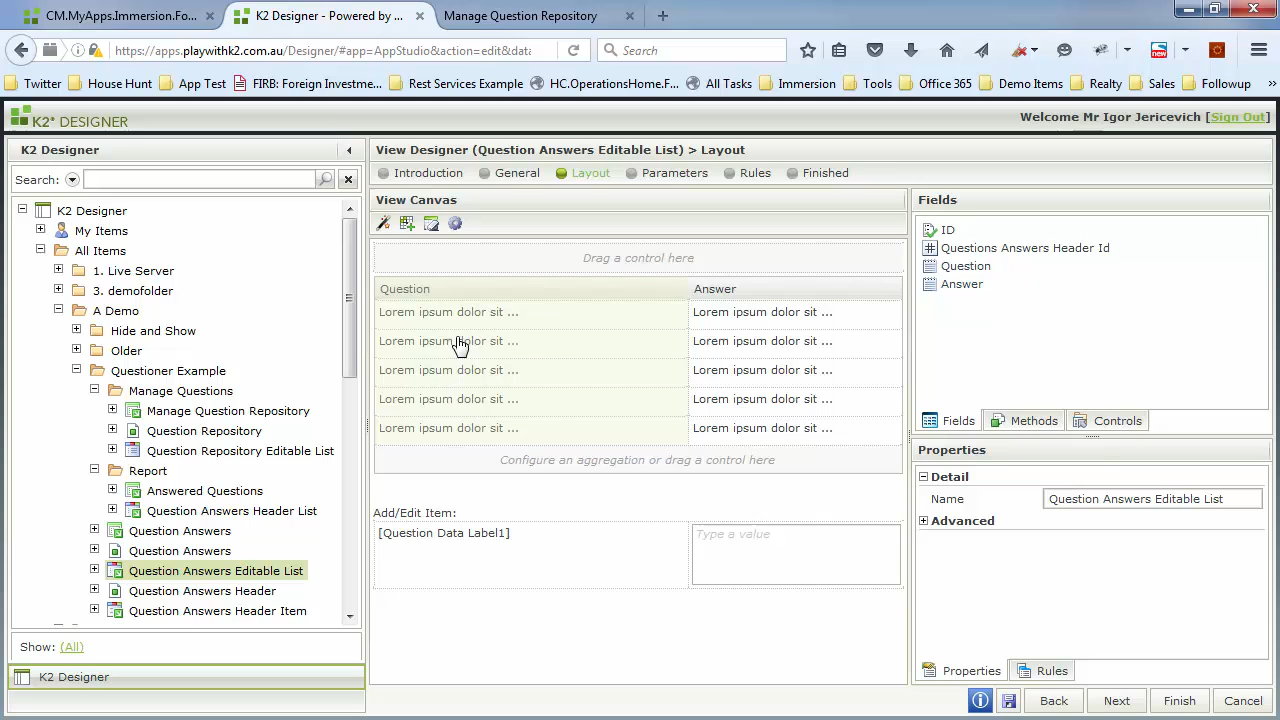 CM.MyApps.Immersion.Fo...
K2 Designer - Powered by ...
Manage Question Repository
https://apps.playwithk2.com.au/Designer/#app=AppStudio&action=edit&data
Search
new
Twitter
House Hunt
App Test
FIRB: Foreign Investme...
Rest Services Example
HC.OperationsHome.F...
All Tasks
Immersion
Tools
Office 365
Demo Items
Realty
Sales
Followup
K2 DESIGNER
Welcome Mr Igor Jericevich [Sign Out]
K2 Designer
View Designer (Question Answers Editable List) > Layout
Search:
Introduction
General
Layout
Parameters
Rules
Finished
K2 Designer
My Items
All Items
1. Live Server
3. demofolder
A Demo
Hide and Show
Older
Questioner Example
Manage Questions
Manage Question Repository
Question Repository
Question Repository Editable List
Report
Answered Questions
Question Answers Header List
Question Answers
Question Answers
Question Answers Editable List
Question Answers Header
Question Answers Header Item
Show: (All)
K2 Designer
View Canvas
Drag a control here
Question
Answer
Lorem ipsum dolor sit ...
Lorem ipsum dolor sit ...
Lorem ipsum dolor sit ...
Lorem ipsum dolor sit ...
Lorem ipsum dolor sit ...
Lorem ipsum dolor sit ...
Lorem ipsum dolor sit ...
Lorem ipsum dolor sit ...
Lorem ipsum dolor sit ...
Lorem ipsum dolor sit ...
Configure an aggregation or drag a control here
Add/Edit Item:
[Question Data Label1]
Type a value
Fields
ID
Questions Answers Header Id
Question
Answer
Fields
Methods
Controls
Properties
Detail
Name
Question Answers Editable List
Advanced
Properties
Rules
Back
Next
Finish
Cancel